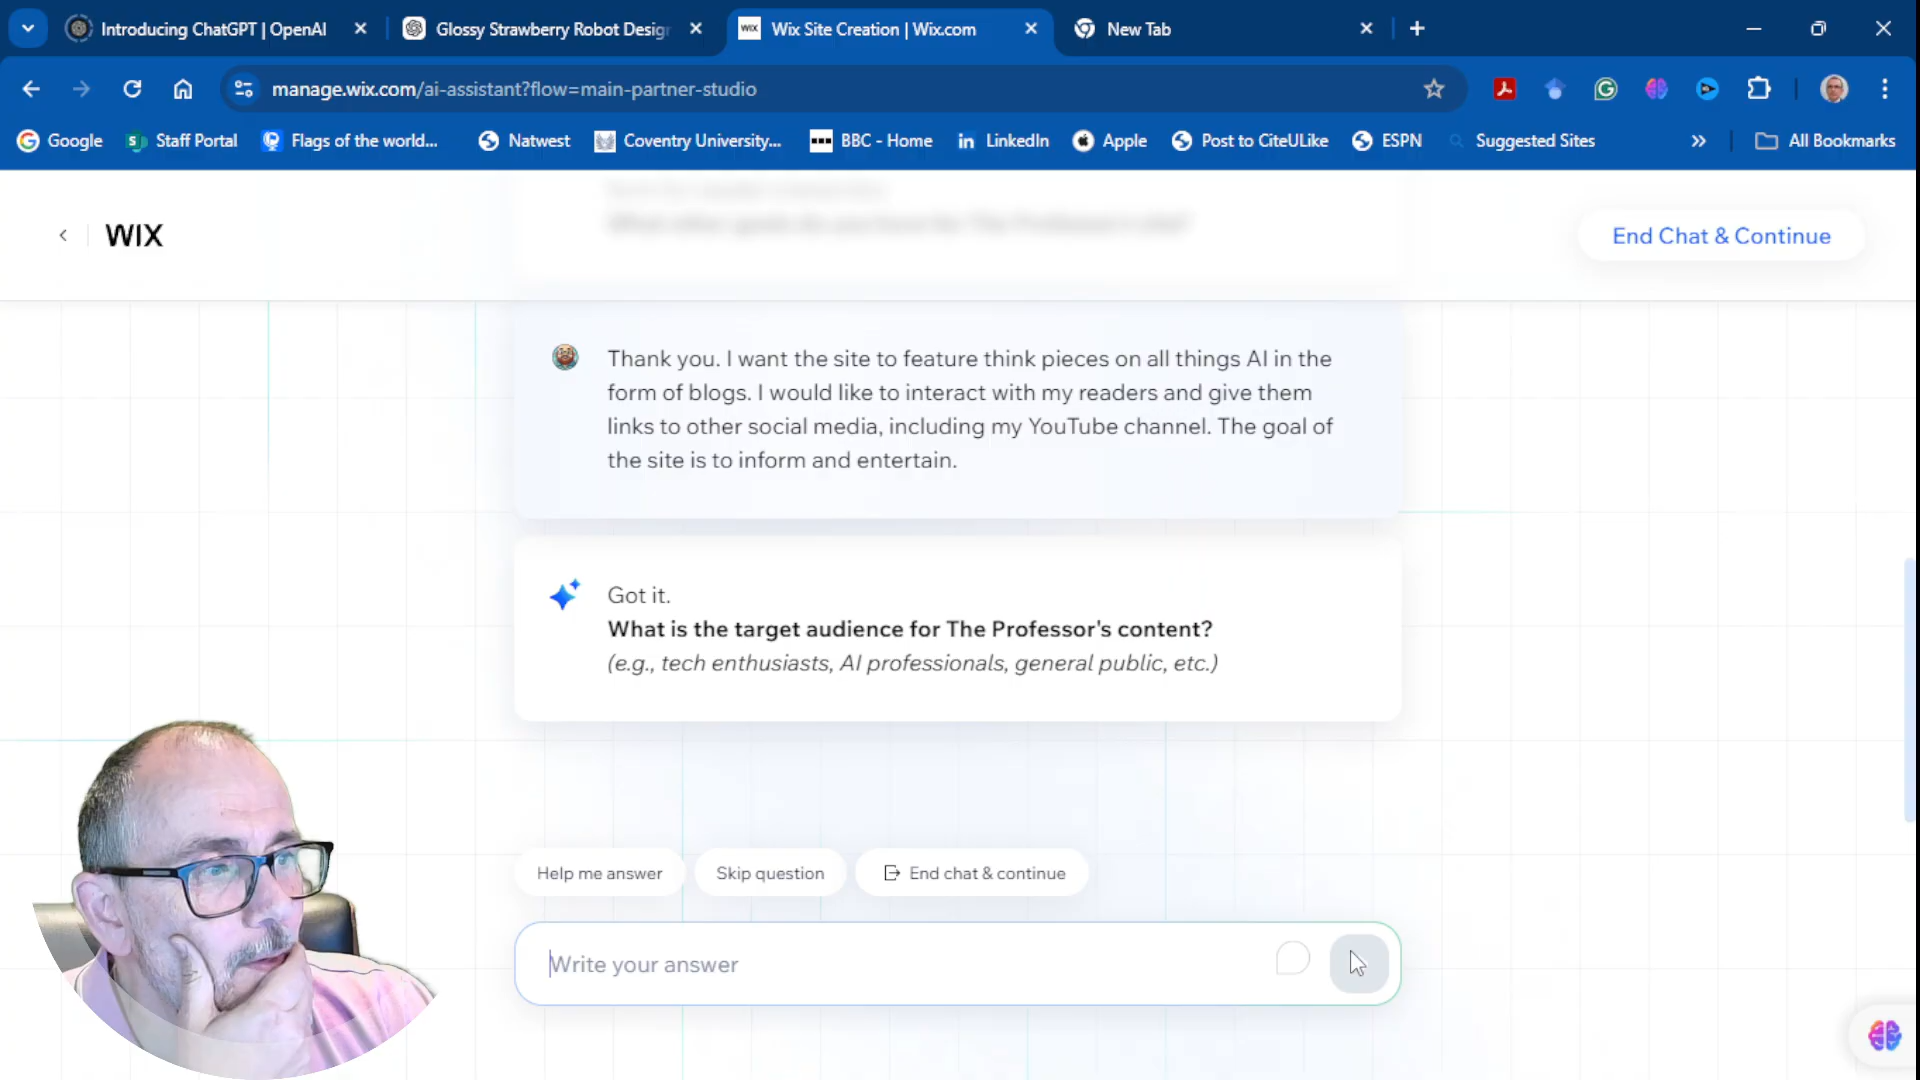 Introducing ChatGPT | OpenAI
Glossy Strawberry Robot Design
WIX
Wix Site Creation | Wix.com
New Tab
manage.wix.com/ai-assistant?flow=main-partner-studio
Google
Staff Portal
Flags of the world...
Natwest
Coventry University...
BBC - Home
LinkedIn
Apple
Post to CiteULike
ESPN
Suggested Sites
All Bookmarks
WIX
End Chat & Continue
Thank you. I want the site to feature think pieces on all things AI in the
form of blogs. I would like to interact with my readers and give them
links to other social media, including my YouTube channel. The goal of
the site is to inform and entertain.
Got it.
What is the target audience for The Professor's content?
(e.g., tech enthusiasts, AI professionals, general public, etc.)
Help me answer
Skip question
End chat & continue
Write your answer